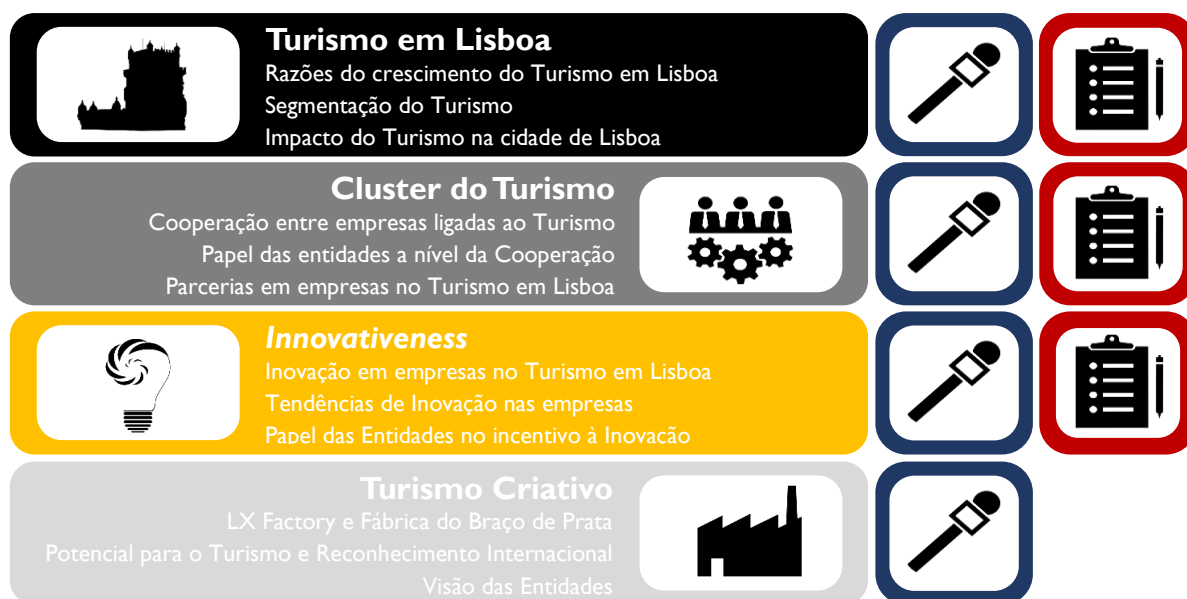 Turismo em Lisboa
Razões do crescimento do Turismo em Lisboa
Segmentação do Turismo
Impacto do Turismo na cidade de Lisboa
Cluster do Turismo
Cooperação entre empresas ligadas ao Turismo
Papel das entidades a nível da Cooperação
Parcerias em empresas no Turismo em Lisboa
Innovativeness
Inovação em empresas no Turismo em Lisboa
Tendências de Inovação nas empresas
Papel das Entidades no incentivo à Inovação
Turismo Criativo
LX Factory e Fábrica do Braço de Prata
Potencial para o Turismo e Reconhecimento Internacional
Visão das Entidades